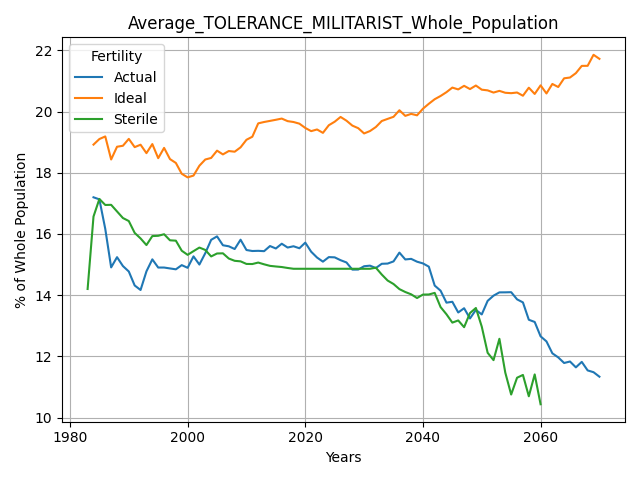 Average_TOLERANCE_MILITARIST_Whole_Population
Fertility
Actual
Ideal
Sterile
% of Whole Population
22
20
18
16
14
12
10
1980
2000
2020
2040
2060
Years